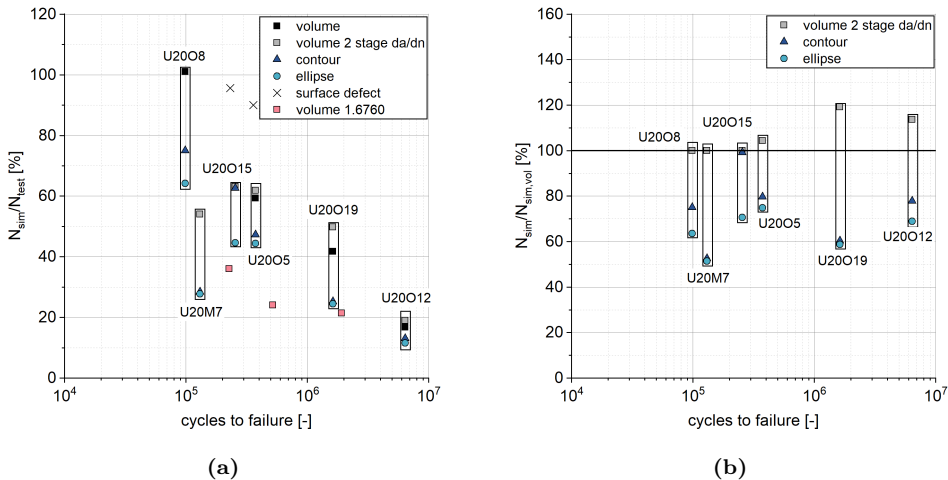 120
100
80
60
40
20
0
N_sim/N_test [%]
10^4
10^5
10^6
10^7
cycles to failure [-]
volume
volume 2 stage da/dn
contour
ellipse
surface defect
volume 1.6760
U20O8
U20O15
U20O5
U20M7
U20O19
U20O12
(a)
160
140
120
100
80
60
40
20
0
N_sim/N_sim,vol [%]
10^4
10^5
10^6
10^7
cycles to failure [-]
volume 2 stage da/dn
contour
ellipse
U20O8
U20O15
U20O5
U20M7
U20O19
U20O12
(b)